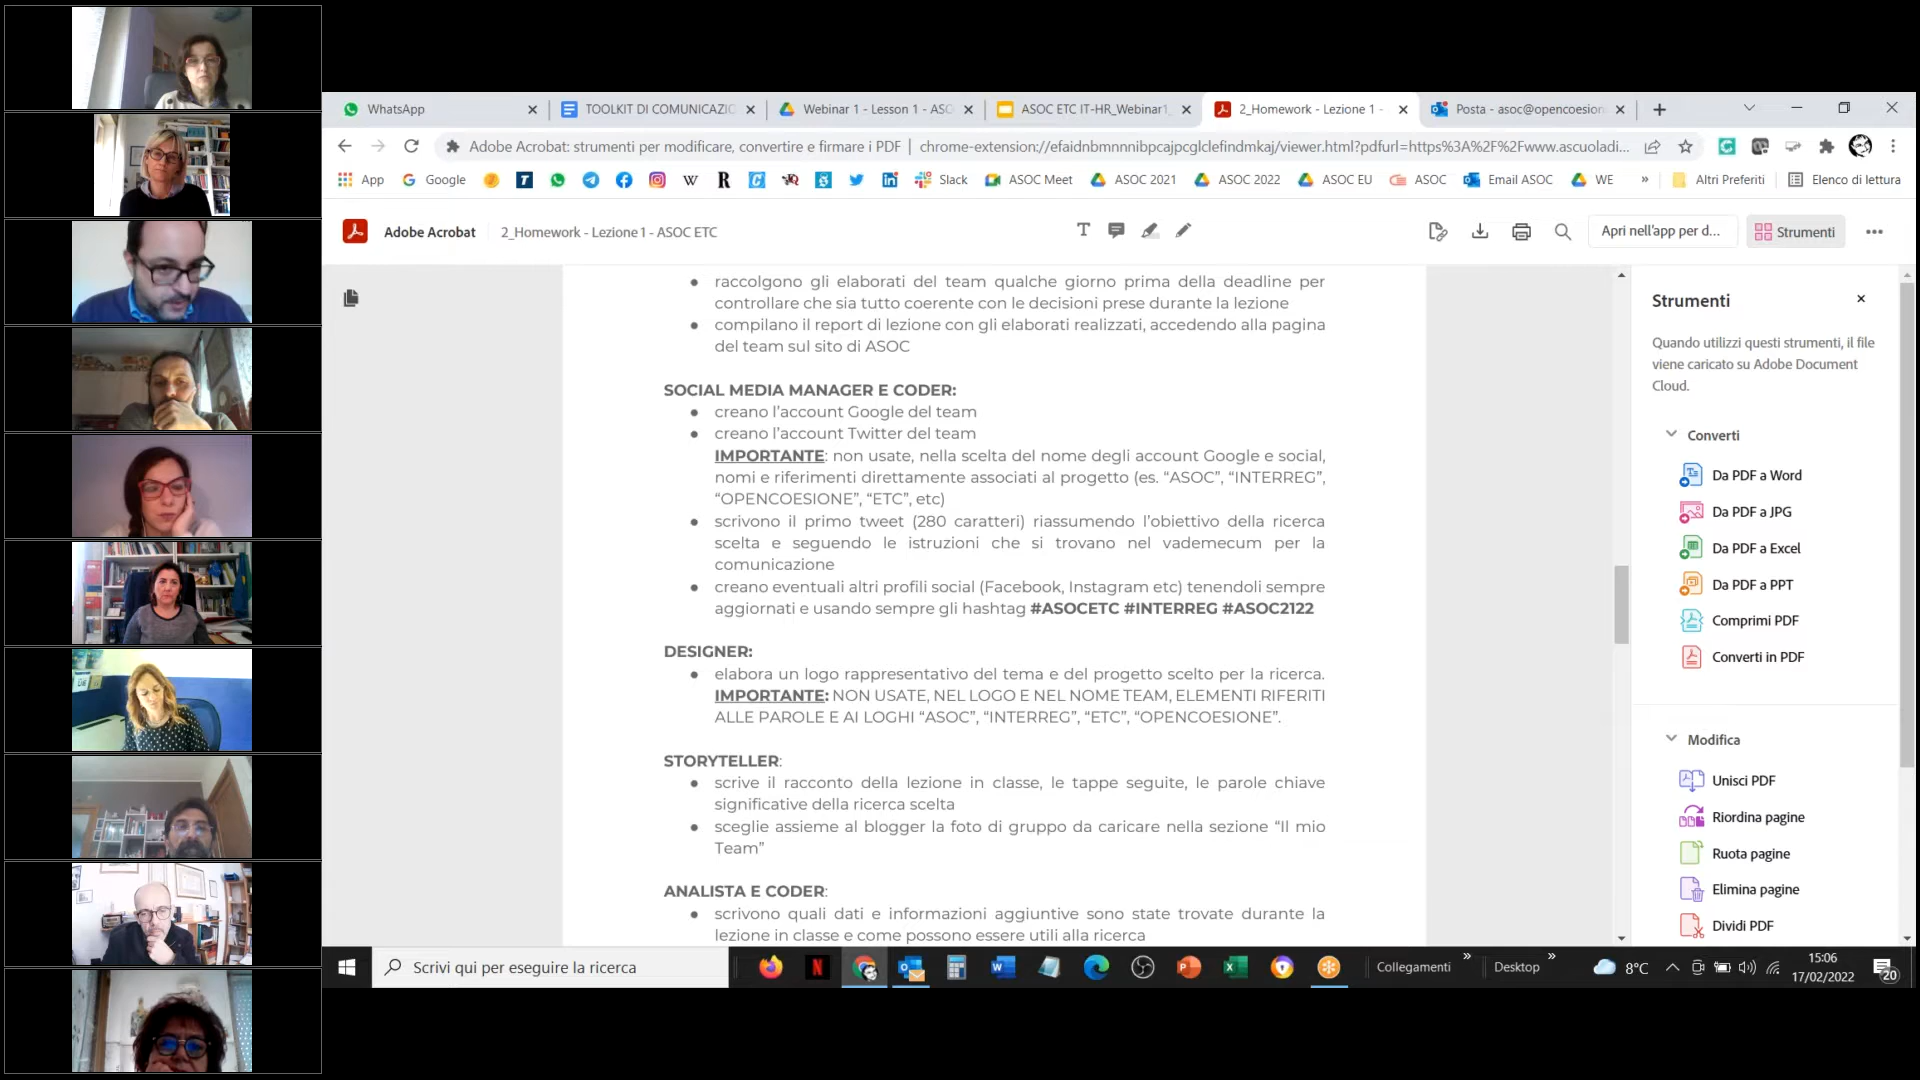 WhatsApp
TOOLKIT DI COMUNICAZIO
Webinar 1 - Lesson 1 - ASO
ASOC ETC IT-HR_Webinar1_
2_Homework - Lezione 1 -
Posta - asoc@opencoesion
Adobe Acrobat: strumenti per modificare, convertire e firmare i PDF | chrome-extension://efaidnbmnnnibpcajpcglclefindmkaj/viewer.html?pdfurl=https%3A%2F%2Fwww.ascuoladi...
App Google Slack ASOC Meet ASOC 2021 ASOC 2022 ASOC EU ASOC Email ASOC WE » Altri Preferiti Elenco di lettura
Adobe Acrobat 2_Homework - Lezione 1 - ASOC ETC
Apri nell'app per d... Strumenti
● raccolgono gli elaborati del team qualche giorno prima della deadline per
controllare che sia tutto coerente con le decisioni prese durante la lezione
● compilano il report di lezione con gli elaborati realizzati, accedendo alla pagina
del team sul sito di ASOC
SOCIAL MEDIA MANAGER E CODER:
● creano l'account Google del team
● creano l'account Twitter del team
IMPORTANTE: non usate, nella scelta del nome degli account Google e social,
nomi e riferimenti direttamente associati al progetto (es. “ASOC”, “INTERREG”,
“OPENCOESIONE”, “ETC”, etc)
● scrivono il primo tweet (280 caratteri) riassumendo l'obiettivo della ricerca
scelta e seguendo le istruzioni che si trovano nel vademecum per la
comunicazione
● creano eventuali altri profili social (Facebook, Instagram etc) tenendoli sempre
aggiornati e usando sempre gli hashtag #ASOCETC #INTERREG #ASOC2122
DESIGNER:
● elabora un logo rappresentativo del tema e del progetto scelto per la ricerca.
IMPORTANTE: NON USATE, NEL LOGO E NEL NOME TEAM, ELEMENTI RIFERITI
ALLE PAROLE E AI LOGHI “ASOC”, “INTERREG”, “ETC”, “OPENCOESIONE”.
STORYTELLER:
● scrive il racconto della lezione in classe, le tappe seguite, le parole chiave
significative della ricerca scelta
● sceglie assieme al blogger la foto di gruppo da caricare nella sezione “Il mio
Team”
ANALISTA E CODER:
● scrivono quali dati e informazioni aggiuntive sono state trovate durante la
lezione in classe e come possono essere utili alla ricerca
Strumenti
Quando utilizzi questi strumenti, il file
viene caricato su Adobe Document
Cloud.
Converti
Da PDF a Word
Da PDF a JPG
Da PDF a Excel
Da PDF a PPT
Comprimi PDF
Converti in PDF
Modifica
Unisci PDF
Riordina pagine
Ruota pagine
Elimina pagine
Dividi PDF
Scrivi qui per eseguire la ricerca
Collegamenti » Desktop » 8°C
15:06
17/02/2022
20